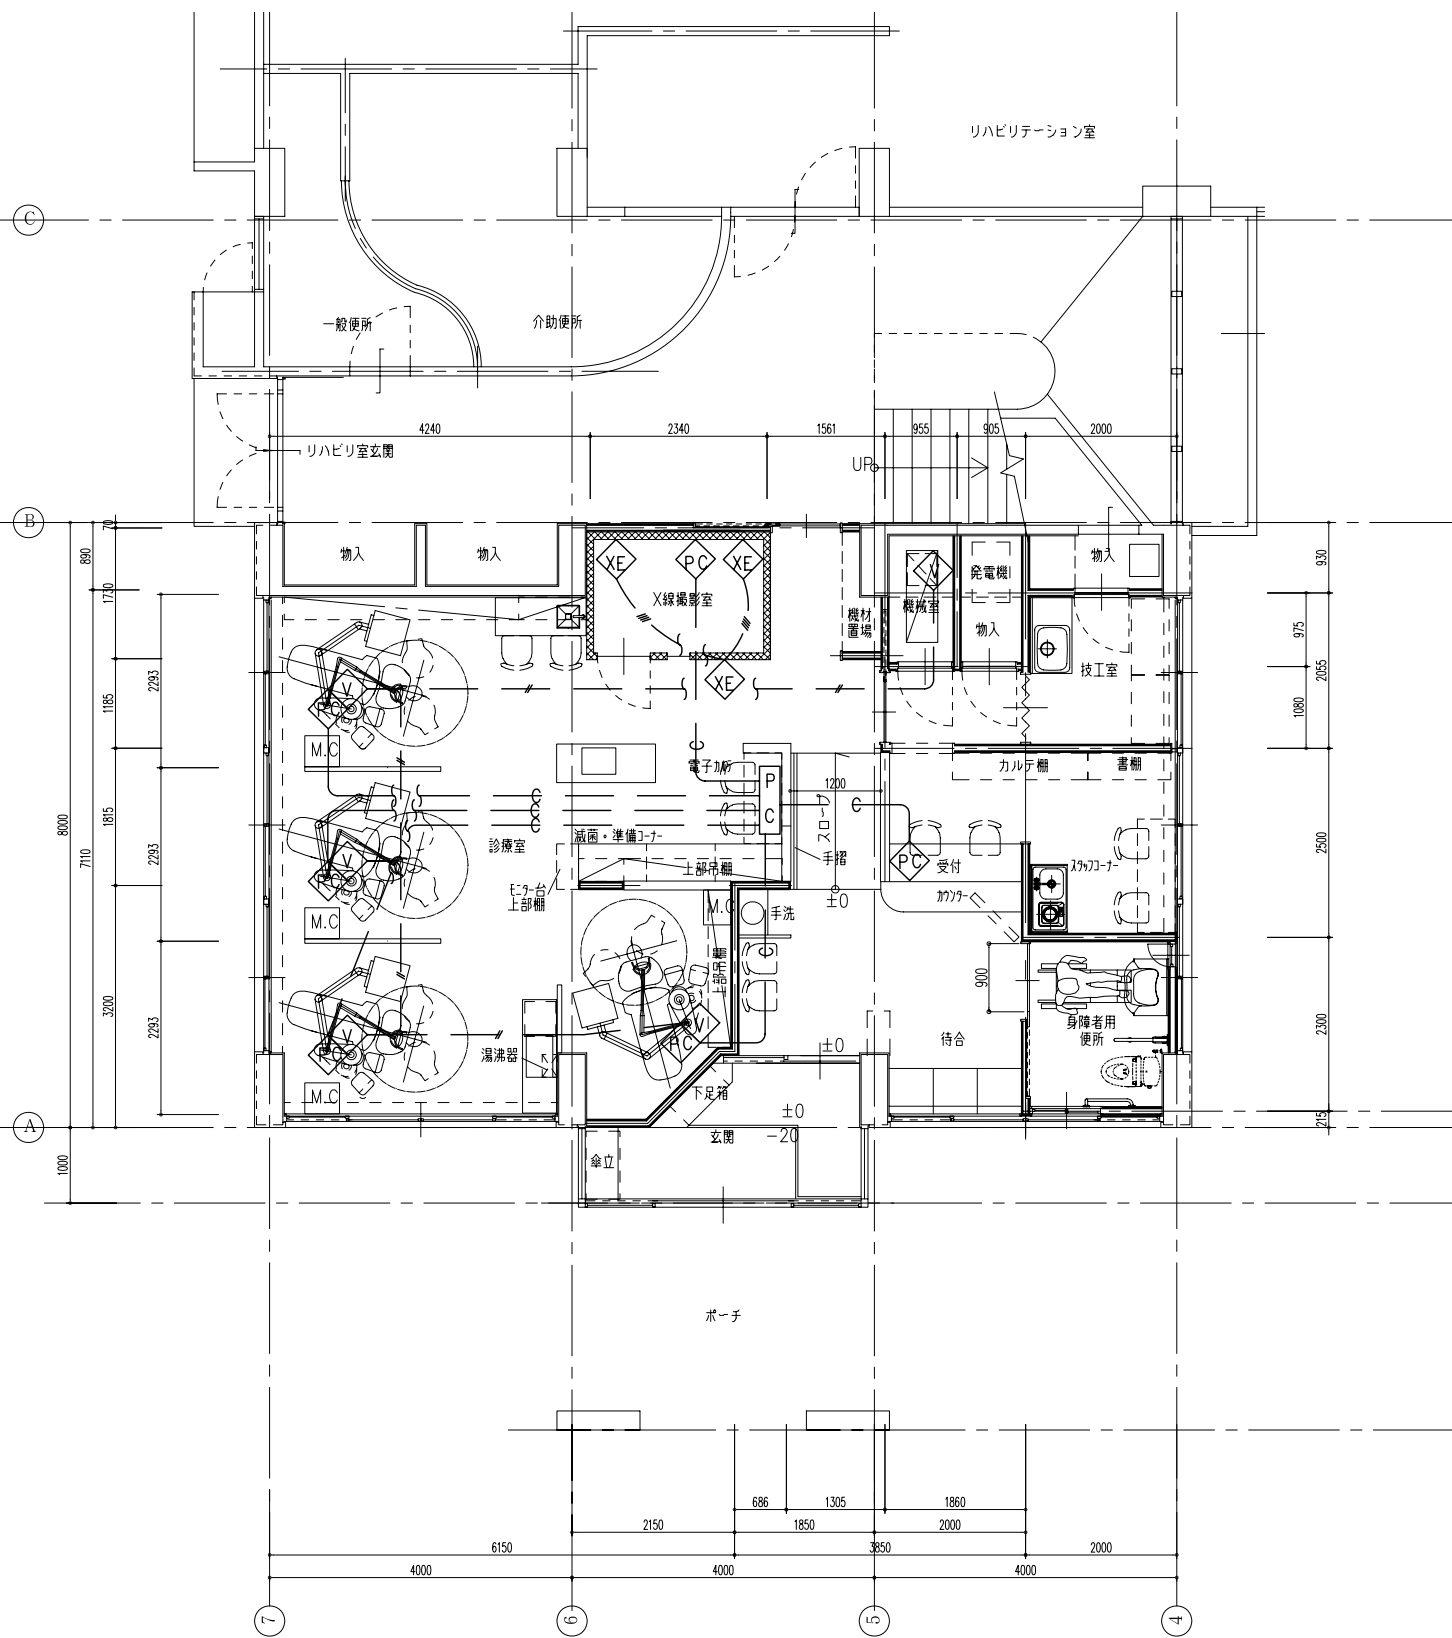 リハビリテーション室
C
一般便所
介助便所
4240
2340
1561
955
905
2000
リハビリ室玄関
UP
B
70
890
1730
930
物入
物入
XE
PC
XE
V
発電機
物入
X線撮影室
機材
置場
機械室
物入
975
2055
技工室
XE
2293
1185
1080
V
PC
M.C
C
電子カルテ
カルテ棚
書棚
P
C
1200
C
スロープ
8000
7110
1815
2293
2500
診療室
滅菌・準備コーナー
手摺
V
PC
PC
受付
スタッフコーナー
上部吊棚
モニター台
上部棚
カウンター
±0
M.C
M.C
手洗
C
上部吊棚
900
3200
2293
2300
V
PC
V
PC
身障者用
便所
待合
±0
湯沸器
M.C
下足箱
±0
215
A
玄関
-20
1000
傘立
ポーチ
686
1305
1860
2150
1850
2000
6150
3850
2000
4000
4000
4000
7
6
5
4